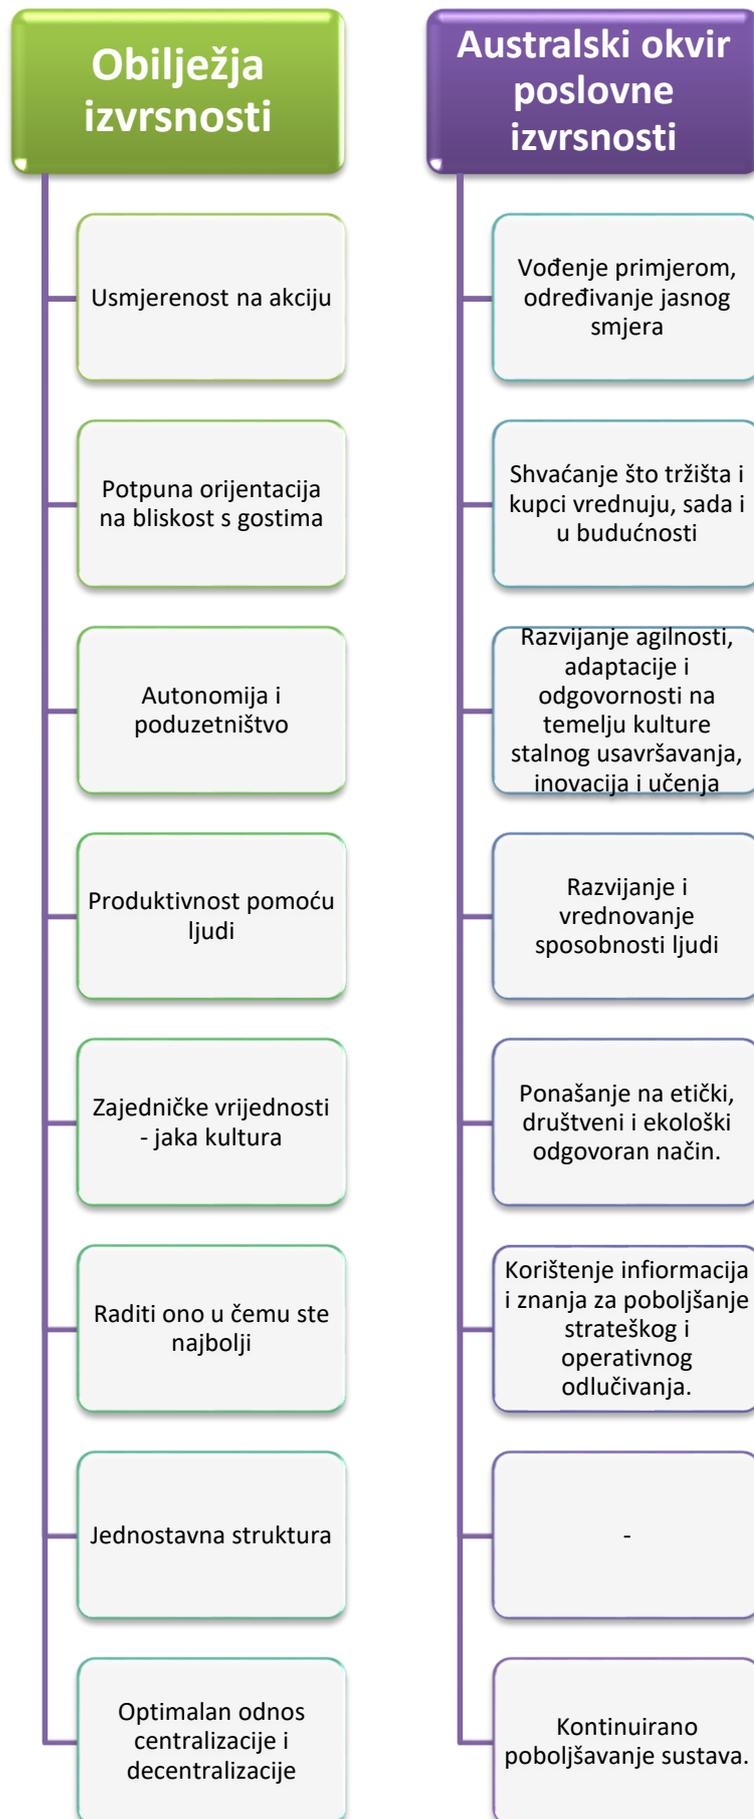 Obilježja
izvrsnosti
Usmjerenost na akciju
Potpuna orijentacija
na bliskost s gostima
Autonomija i
poduzetništvo
Produktivnost pomoću
ljudi
Zajedničke vrijednosti
- jaka kultura
Raditi ono u čemu ste
najbolji
Jednostavna struktura
Optimalan odnos
centralizacije i
decentralizacije
Australski okvir
poslovne
izvrsnosti
Vođenje primjerom,
određivanje jasnog
smjera
Shvaćanje što tržišta i
kupci vrednuju, sada i
u budućnosti
Razvijanje agilnosti,
adaptacije i
odgovornosti na
temelju kulture
stalnog usavršavanja,
inovacija i učenja
Razvijanje i
vrednovanje
sposobnosti ljudi
Ponašanje na etički,
društveni i ekološki
odgovoran način.
Korištenje infiormacija
i znanja za poboljšanje
strateškog i
operativnog
odlučivanja.
-
Kontinuirano
poboljšavanje sustava.